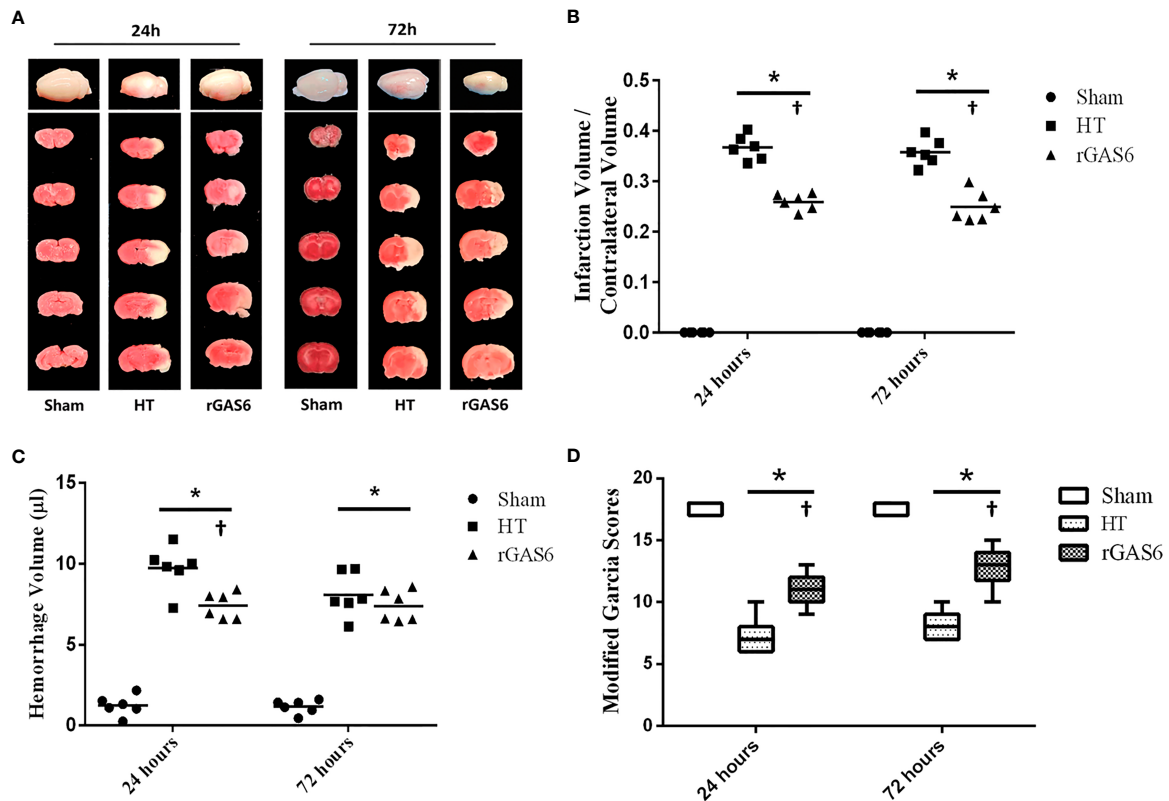 A
24h
72h
Sham
HT
rGAS6
Sham
HT
rGAS6
B
Infarction Volume /
Contralateral Volume
0.5
0.4
0.3
0.2
0.1
0.0
*
†
*
†
24 hours
72 hours
Sham
HT
rGAS6
C
Hemorrhage Volume (μl)
15
10
5
0
*
†
*
24 hours
72 hours
Sham
HT
rGAS6
D
Modified Garcia Scores
20
15
10
5
0
*
†
*
†
24 hours
72 hours
Sham
HT
rGAS6